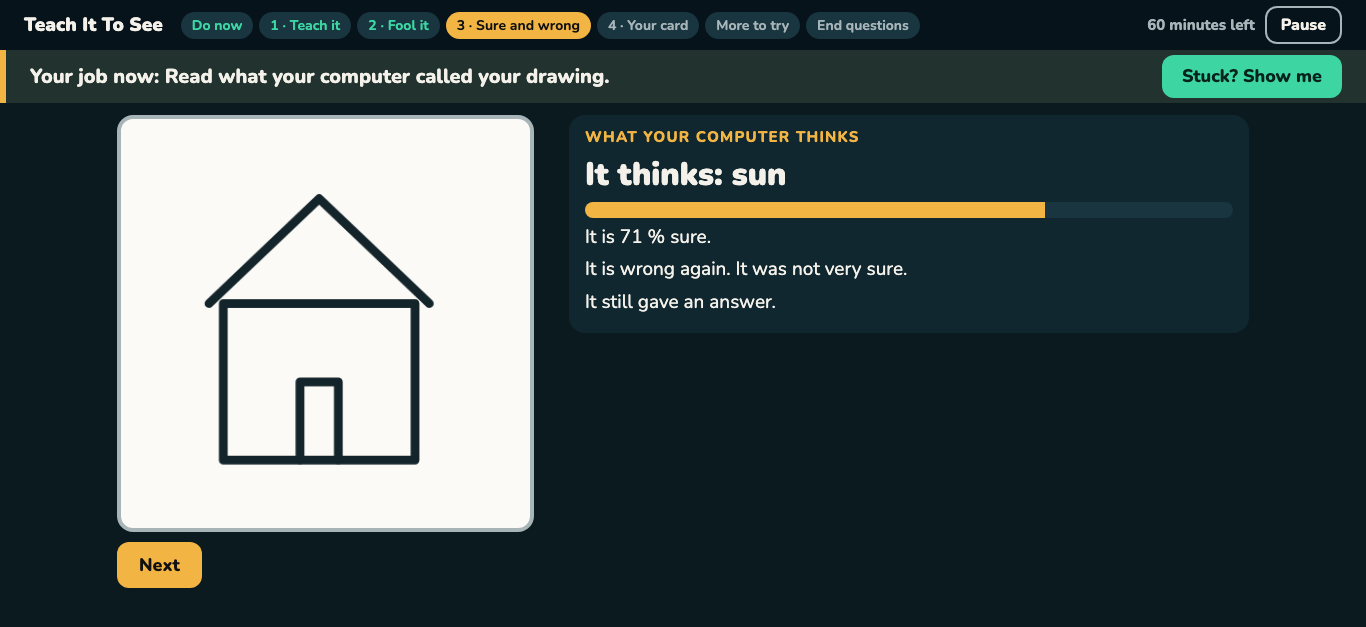 Teach It To See
Do now
1 · Teach it
2 · Fool it
3 · Sure and wrong
4 · Your card
More to try
End questions
60 minutes left
Pause
Your job now: Read what your computer called your drawing.
Stuck? Show me
WHAT YOUR COMPUTER THINKS
It thinks: sun
It is 71 % sure.
It is wrong again. It was not very sure.
It still gave an answer.
Next